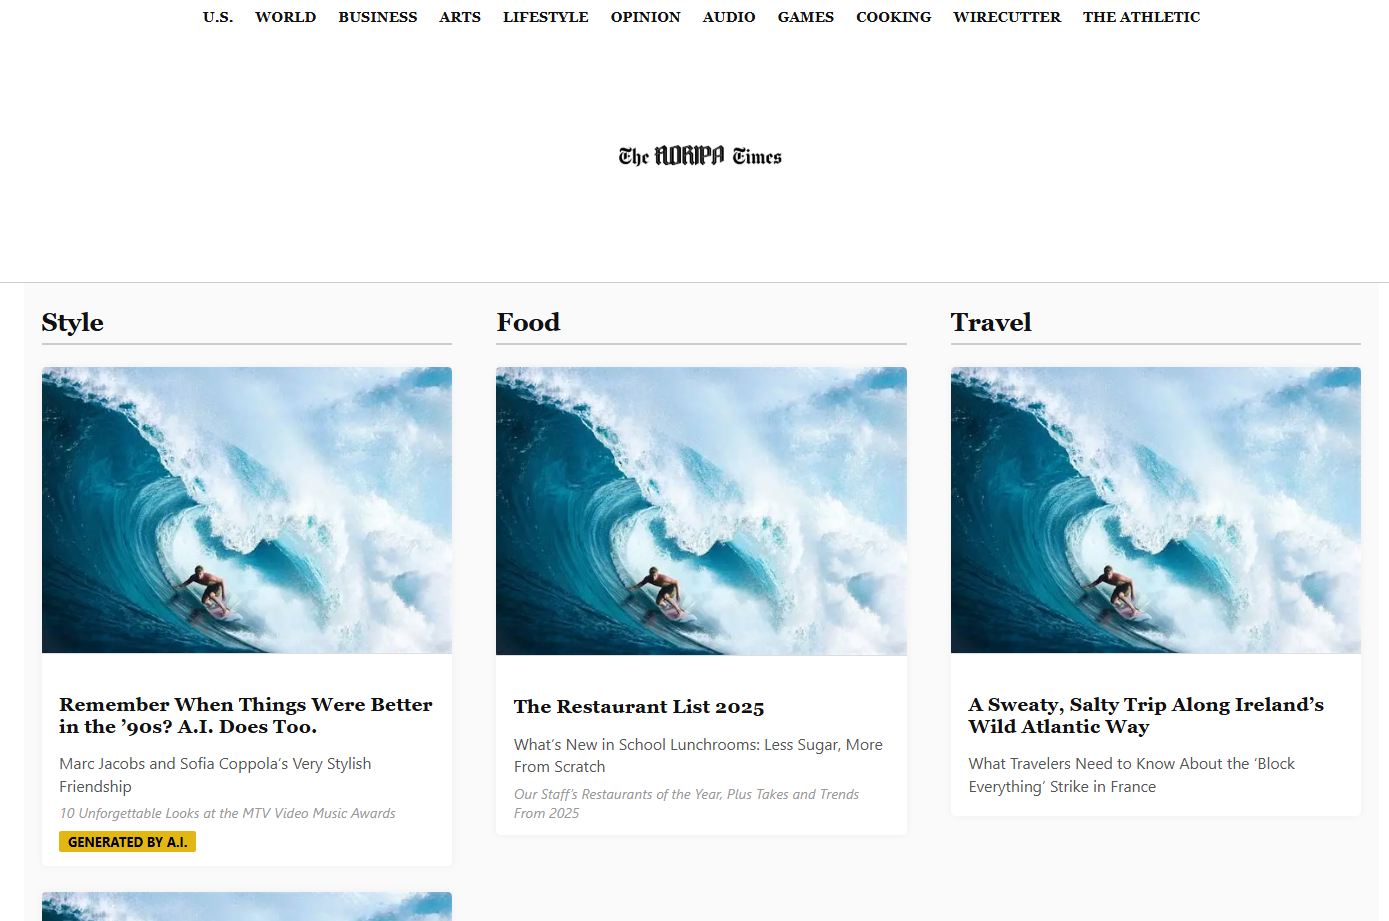 U.S. WORLD BUSINESS ARTS LIFESTYLE OPINION AUDIO GAMES COOKING WIRECUTTER THE ATHLETIC
The ADRIPA Times
Style
Remember When Things Were Better
in the ’90s? A.I. Does Too.
Marc Jacobs and Sofia Coppola’s Very Stylish
Friendship
10 Unforgettable Looks at the MTV Video Music Awards
GENERATED BY A.I.
Food
The Restaurant List 2025
What’s New in School Lunchrooms: Less Sugar, More
From Scratch
Our Staff’s Restaurants of the Year, Plus Takes and Trends
From 2025
Travel
A Sweaty, Salty Trip Along Ireland’s
Wild Atlantic Way
What Travelers Need to Know About the ‘Block
Everything’ Strike in France